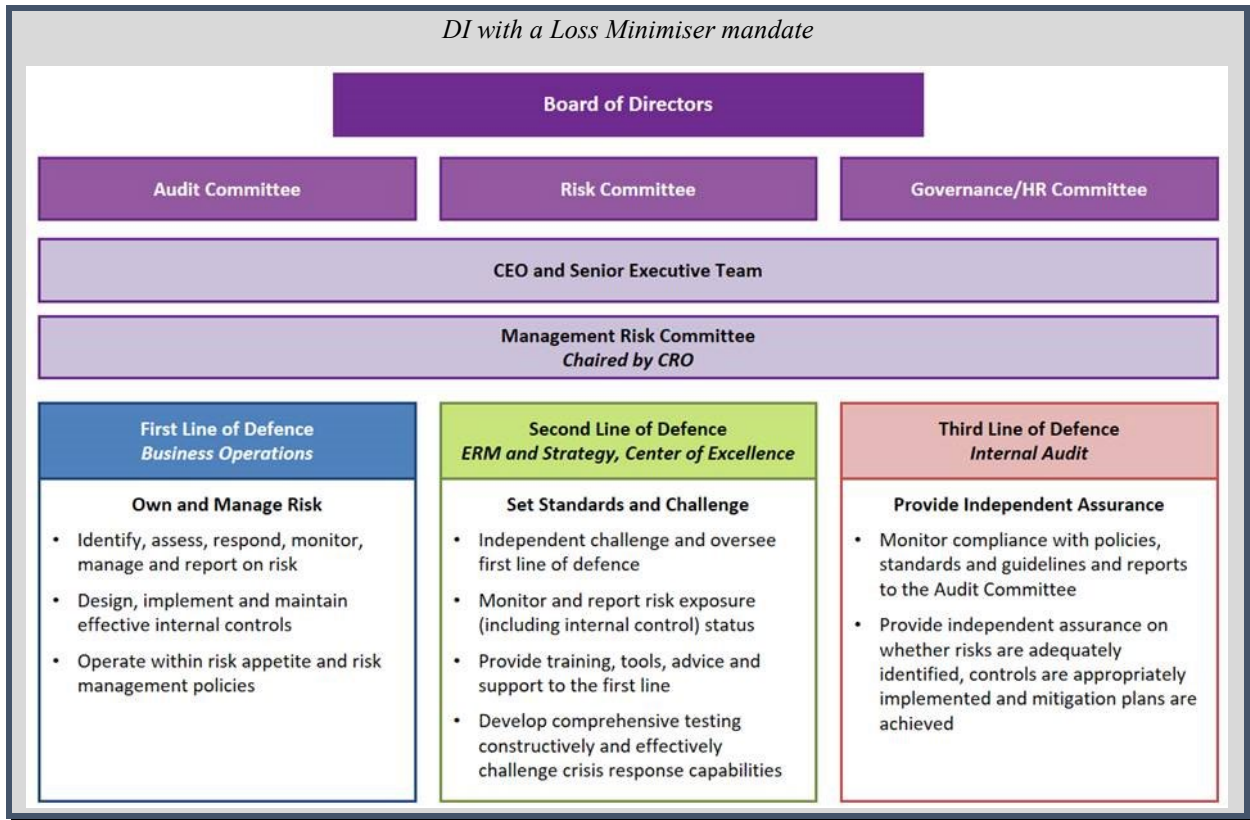 DI with a Loss Minimiser mandate
Board of Directors
Audit Committee
Risk Committee
Governance/HR Committee
CEO and Senior Executive Team
Management Risk Committee
Chaired by CRO
First Line of Defence
Business Operations
Own and Manage Risk
• Identify, assess, respond, monitor,
manage and report on risk
• Design, implement and maintain
effective internal controls
• Operate within risk appetite and risk
management policies
Second Line of Defence
ERM and Strategy, Center of Excellence
Set Standards and Challenge
• Independent challenge and oversee
first line of defence
• Monitor and report risk exposure
(including internal control) status
• Provide training, tools, advice and
support to the first line
• Develop comprehensive testing
constructively and effectively
challenge crisis response capabilities
Third Line of Defence
Internal Audit
Provide Independent Assurance
• Monitor compliance with policies,
standards and guidelines and reports
to the Audit Committee
• Provide independent assurance on
whether risks are adequately
identified, controls are appropriately
implemented and mitigation plans are
achieved